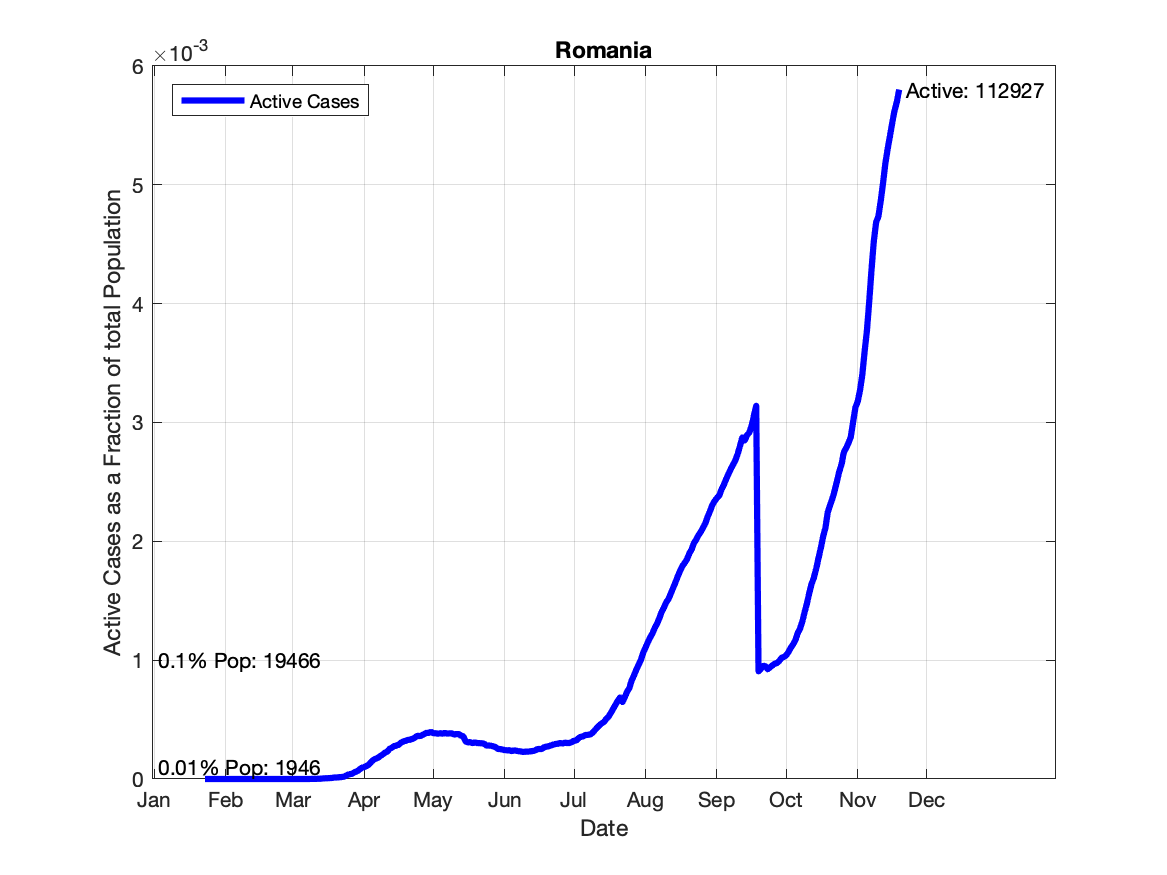 Romania
×10-3
6
5
4
3
2
1
0
Active Cases
Active: 112927
0.1% Pop: 19466
0.01% Pop: 1946
Active Cases as a Fraction of total Population
Jan Feb Mar Apr May Jun Jul Aug Sep Oct Nov Dec
Date